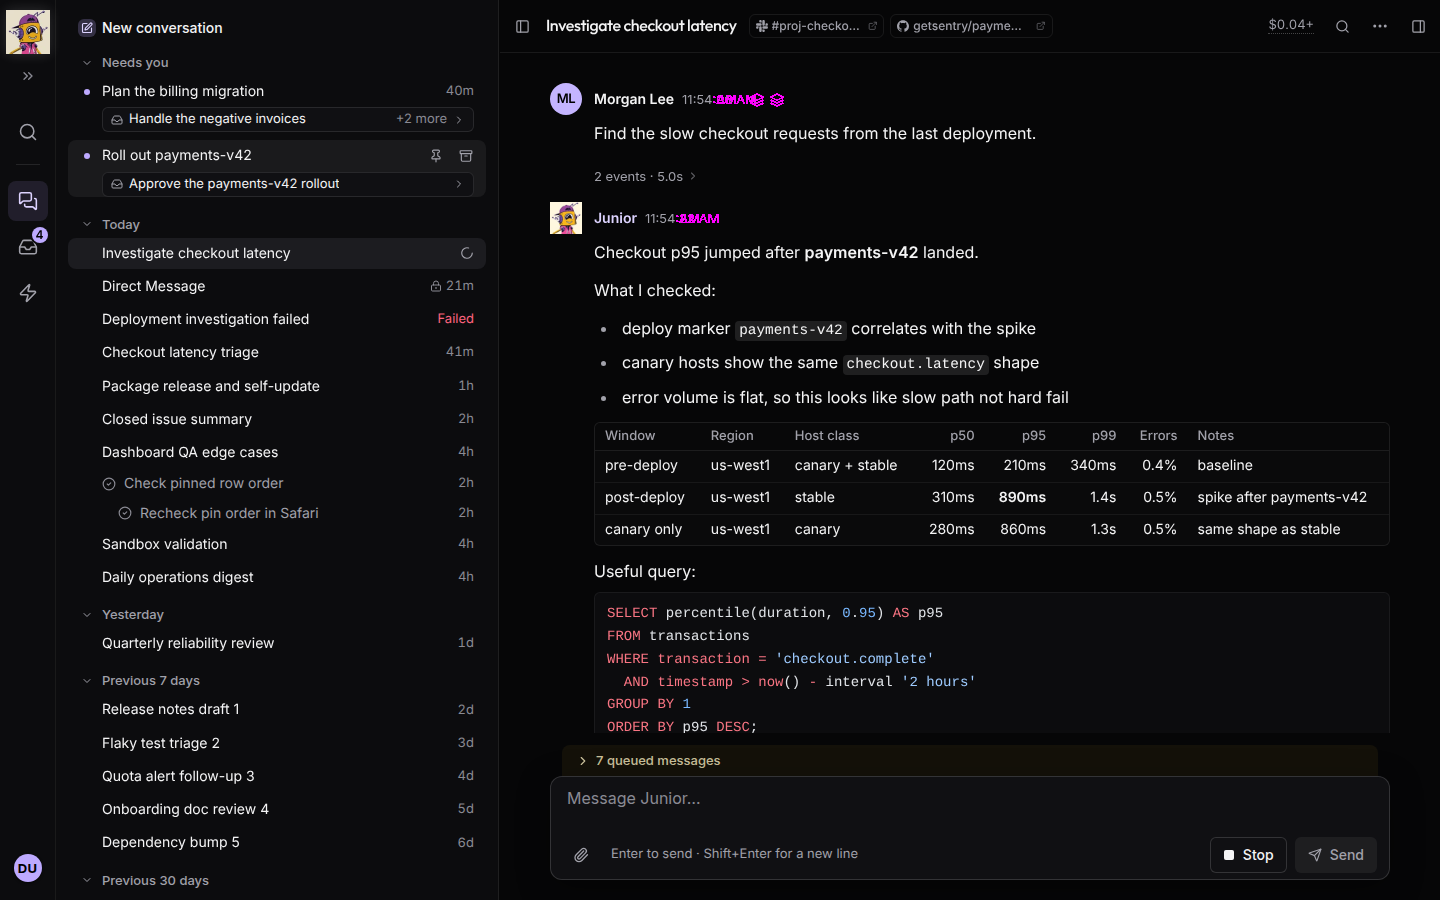 New conversation
Needs you
Plan the billing migration 40m
Handle the negative invoices +2 more
Roll out payments-v42
Approve the payments-v42 rollout
Today
Investigate checkout latency
Direct Message 21m
Deployment investigation failed Failed
Checkout latency triage 41m
Package release and self-update 1h
Closed issue summary 2h
Dashboard QA edge cases 4h
Check pinned row order 2h
Recheck pin order in Safari 2h
Sandbox validation 4h
Daily operations digest 4h
Yesterday
Quarterly reliability review 1d
Previous 7 days
Release notes draft 1 2d
Flaky test triage 2 3d
Quota alert follow-up 3 4d
Onboarding doc review 4 5d
Dependency bump 5 6d
Previous 30 days
4
DU
Investigate checkout latency #proj-checko... getsentry/payme... $0.04+
ML Morgan Lee 11:54
Find the slow checkout requests from the last deployment.
2 events · 5.0s
Junior 11:54
Checkout p95 jumped after payments-v42 landed.
What I checked:
• deploy marker payments-v42 correlates with the spike
• canary hosts show the same checkout.latency shape
• error volume is flat, so this looks like slow path not hard fail
Window Region Host class p50 p95 p99 Errors Notes
pre-deploy us-west1 canary + stable 120ms 210ms 340ms 0.4% baseline
post-deploy us-west1 stable 310ms 890ms 1.4s 0.5% spike after payments-v42
canary only us-west1 canary 280ms 860ms 1.3s 0.5% same shape as stable
Useful query:
SELECT percentile(duration, 0.95) AS p95
FROM transactions
WHERE transaction = 'checkout.complete'
AND timestamp > now() - interval '2 hours'
GROUP BY 1
ORDER BY p95 DESC;
7 queued messages
Message Junior...
Enter to send · Shift+Enter for a new line
Stop
Send